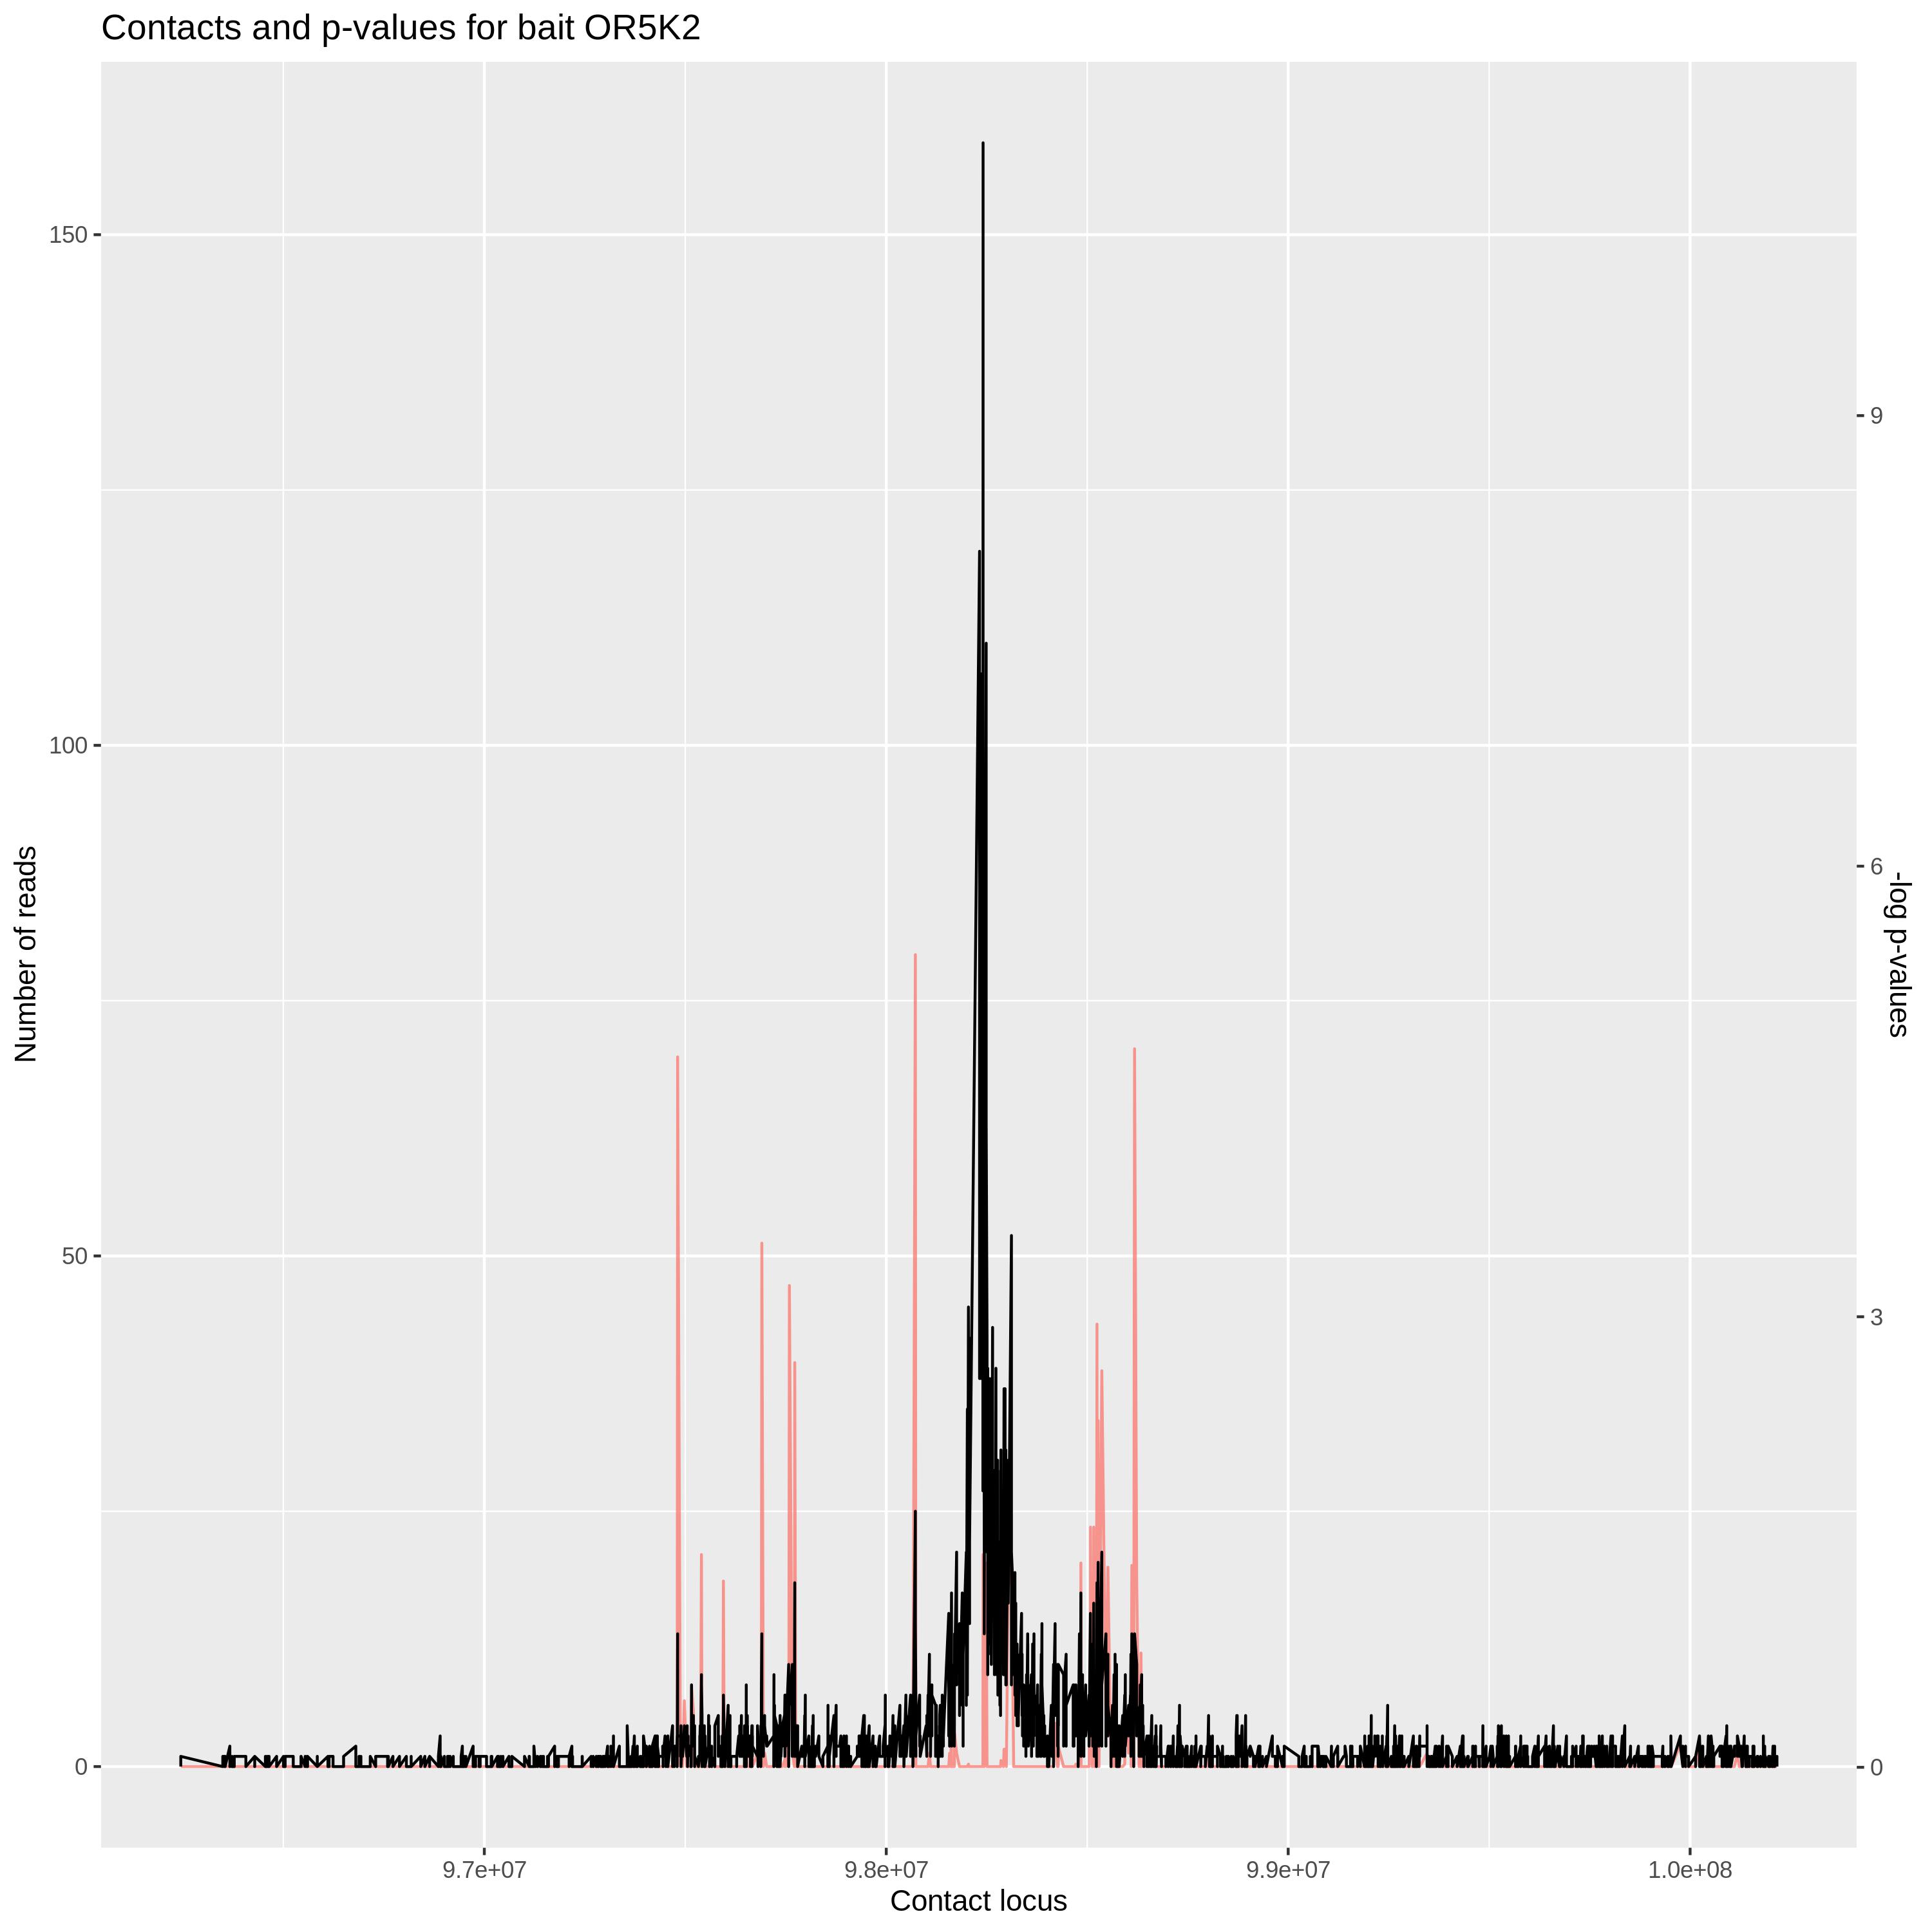 Contacts and p-values for bait OR5K2
150
100
50
0
Number of reads
9
6
3
0
-log p-values
9.7e+07
9.8e+07
9.9e+07
1.0e+08
Contact locus